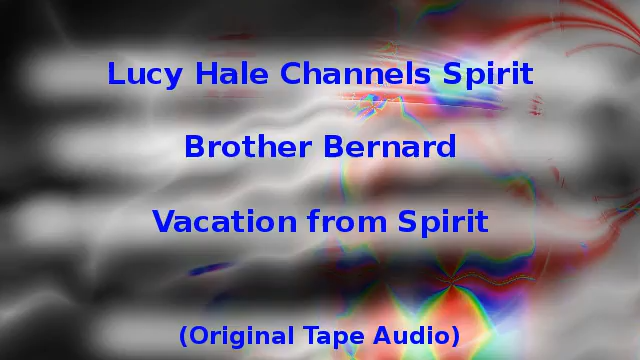 Lucy Hale Channels Spirit
Brother Bernard
Vacation from Spirit
(Original Tape Audio)